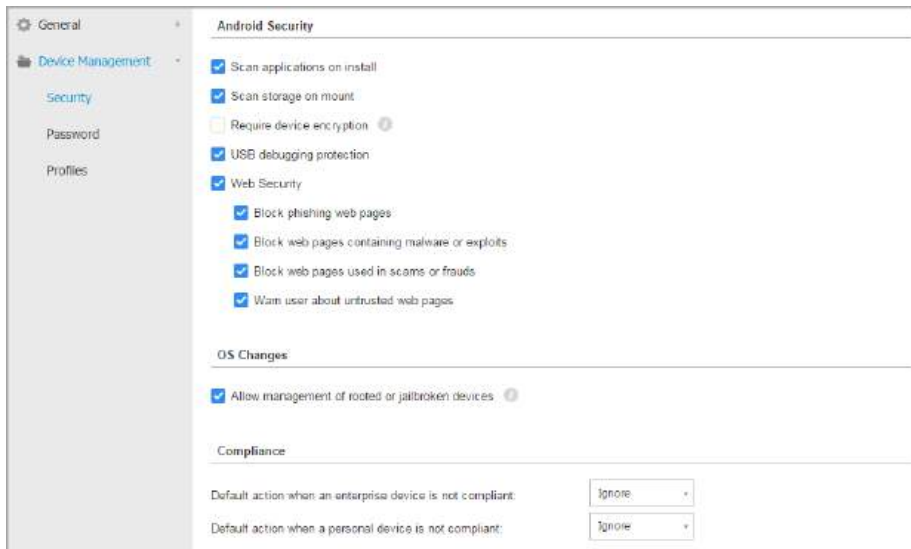 General
Device Management
Security
Password
Profiles
Android Security
Scan applications on install
Scan storage on mount
Require device encryption
USB debugging protection
Web Security
Block phishing web pages
Block web pages containing malware or exploits
Block web pages used in scams or frauds
Warn user about untrusted web pages
OS Changes
Allow management of rooted or jailbroken devices
Compliance
Default action when an enterprise device is not compliant: Ignore
Default action when a personal device is not compliant: Ignore